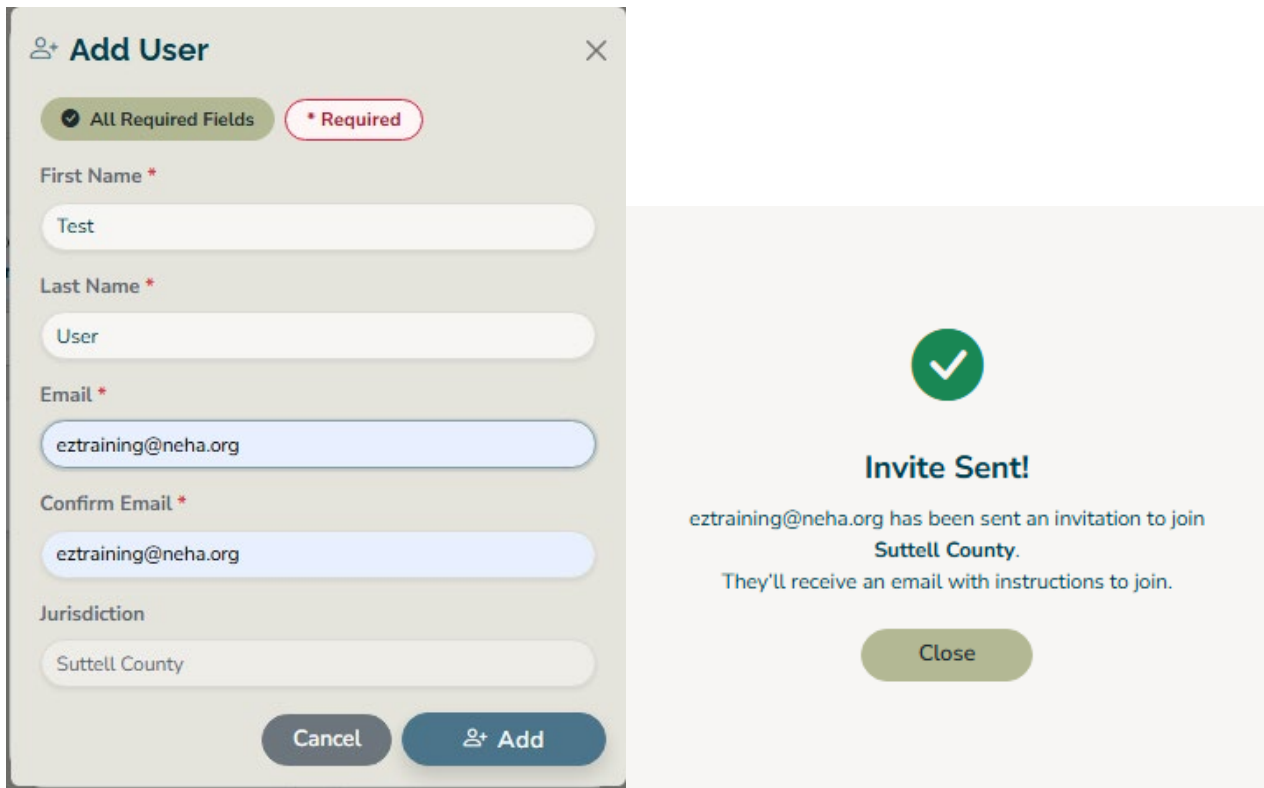 Add User
All Required Fields
* Required
First Name *
Test
Last Name *
User
Email *
eztraining@neha.org
Confirm Email *
eztraining@neha.org
Jurisdiction
Suttell County
Cancel
Add
Invite Sent!
eztraining@neha.org has been sent an invitation to join
Suttell County.
They'll receive an email with instructions to join.
Close